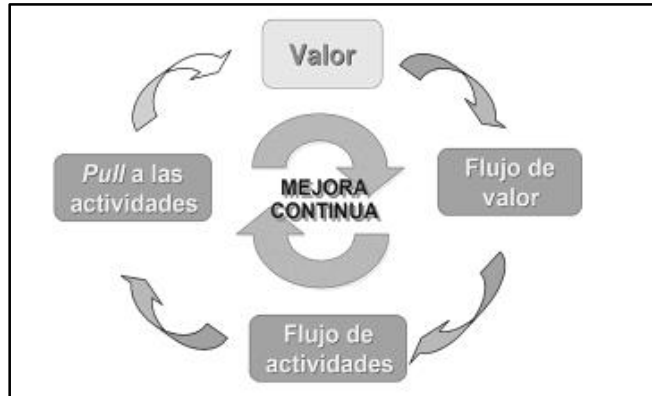 Valor
Flujo de
valor
Flujo de
actividades
Pull a las
actividades
MEJORA
CONTINUA